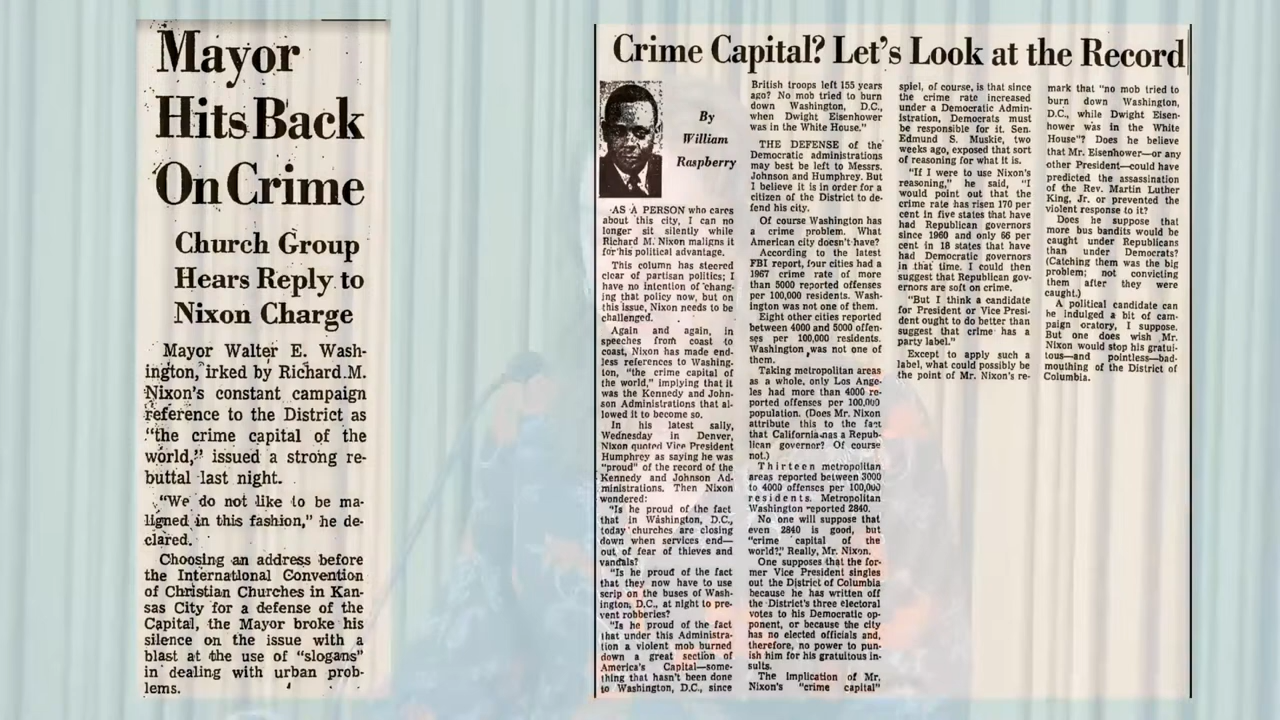 Mayor
Hits Back
On Crime
Church Group
Hears Reply to
Nixon Charge
Mayor Walter E. Wash-
ington, irked by Richard M.
Nixon's constant campaign
reference to the District as
"the crime capital of the
world," issued a strong re-
buttal last night.
"We do not like to be ma-
ligned in this fashion," he de-
clared.
Choosing an address before
the International Convention
of Christian Churches in Kan-
sas City for a defense of the
Capital, the Mayor broke his
silence on the issue with a
blast at the use of "slogans"
in dealing with urban prob-
lems.
Crime Capital? Let's Look at the Record
By
William
Raspberry
AS A PERSON who cares
about this city, I can no
longer sit silently while
Richard M. Nixon maligns it
for his political advantage.
This column has steered
clear of partisan politics; I
have no intention of chang-
ing that policy now, but on
this issue, Nixon needs to be
challenged.
Again and again, in
speeches from coast to
coast, Nixon has made end-
less references to Washing-
ton, "the crime capital of
the world," implying that it
was the Kennedy and John-
son Administrations that al-
lowed it to become so.
In his latest sally,
Wednesday in Denver,
Nixon quoted Vice President
Humphrey as saying he was
"proud" of the record of the
Kennedy and Johnson Ad-
ministrations. Then Nixon
wondered:
"Is he proud of the fact
that in Washington, D.C.,
today churches are closing
down when services end—
out of fear of thieves and
vandals?
"Is he proud of the fact
that they now have to use
scrip on the buses of Wash-
ington, D.C., at night to pre-
vent robberies?
"Is he proud of the fact
that under this Administra-
tion a violent mob burned
down a great section of
America's Capital—some-
thing that hasn't been done
to Washington, D.C., since
British troops left 155 years
ago? No mob tried to burn
down Washington, D.C.,
when Dwight Eisenhower
was in the White House."
THE DEFENSE of the
Democratic administrations
may best be left to Messrs.
Johnson and Humphrey. But
I believe it is in order for a
citizen of the District to de-
fend his city.
Of course Washington has
a crime problem. What
American city doesn't have?
According to the latest
FBI report, four cities had a
1967 crime rate of more
than 5000 reported offenses
per 100,000 residents. Wash-
ington was not one of them.
Eight other cities reported
between 4000 and 5000 offen-
ses per 100,000 residents.
Washington was not one of
them.
Taking metropolitan areas
as a whole, only Los Ange-
les had more than 4000 re-
ported offenses per 100,000
population. (Does Mr. Nixon
attribute this to the fact
that California has a Repub-
lican governor? Of course
not.)
Thirteen metropolitan
areas reported between 3000
to 4000 offenses per 100,000
residents. Metropolitan
Washington reported 2840.
No one will suppose that
even 2840 is good, but
"crime capital of the
world?," Really, Mr. Nixon.
One supposes that the for-
mer Vice President singles
out the District of Columbia
because he has written off
the District's three electoral
votes to his Democratic op-
ponent, or because the city
has no elected officials and,
therefore, no power to pun-
ish him for his gratuitous in-
sults.
The implication of Mr.
Nixon's "crime capital"
spiel, of course, is that since
the crime rate increased
under a Democratic Admin-
istration, Democrats must
be responsible for it. Sen.
Edmund S. Muskie, two
weeks ago, exposed that sort
of reasoning for what it is.
"If I were to use Nixon's
reasoning," he said, "I
would point out that the
crime rate has risen 170 per
cent in five states that have
had Republican governors
since 1960 and only 66 per
cent in 18 states that have
had Democratic governors
in that time. I could then
suggest that Republican gov-
ernors are soft on crime.
"But I think a candidate
for President or Vice Presi-
dent ought to do better than
suggest that crime has a
party label."
Except to apply such a
label, what could possibly be
the point of Mr. Nixon's re-
mark that "no mob tried to
burn down Washington,
D.C., while Dwight Eisen-
hower was in the White
House"? Does he believe
that Mr. Eisenhower—or any
other President—could have
predicted the assassination
of the Rev. Martin Luther
King, Jr. or prevented the
violent response to it?
Does he suppose that
more bus bandits would be
caught under Republicans
than under Democrats?
(Catching them was the big
problem; not convicting
them after they were
caught.)
A political candidate can
be indulged a bit of cam-
paign oratory, I suppose.
But one does wish Mr.
Nixon would stop his gratui-
tous—and pointless—bad-
mouthing of the District of
Columbia.